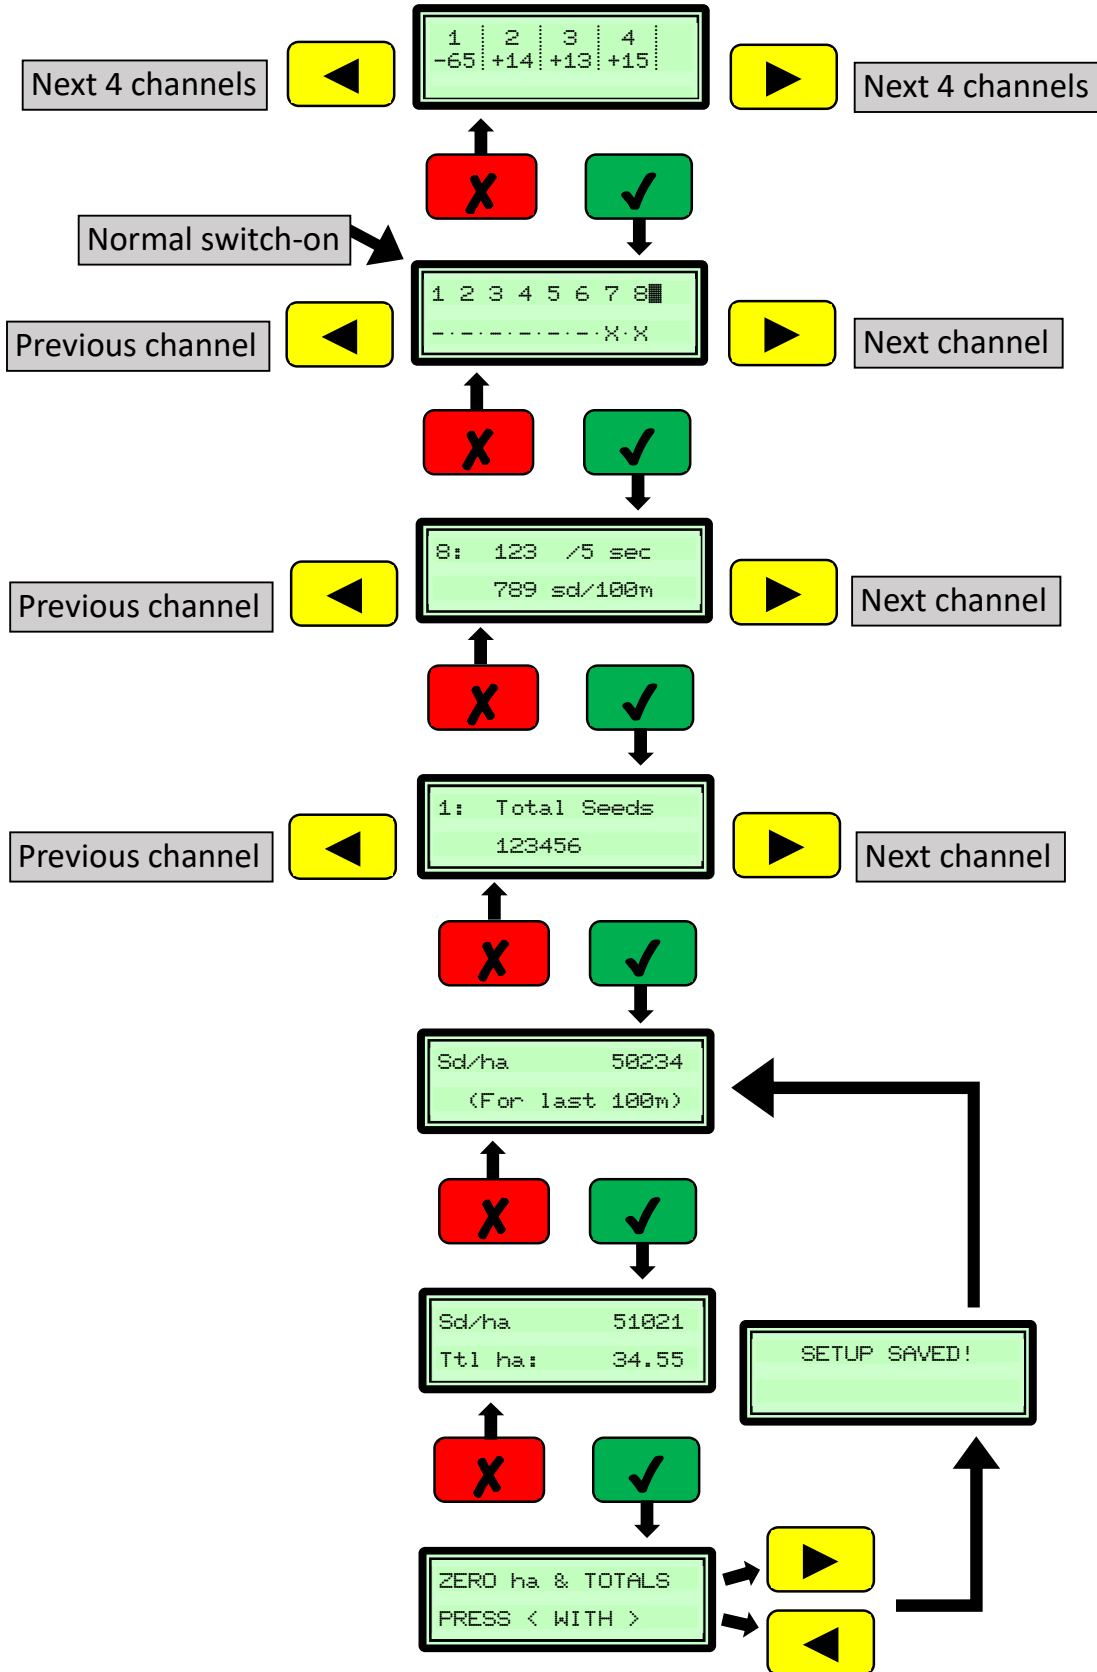 1 2 3 4
-65 +14 +13 +15
Next 4 channels
Next 4 channels
Normal switch-on
1 2 3 4 5 6 7 8
-·-·-·-·-·-·X·X
Previous channel
Next channel
8: 123 /5 sec
789 sd/100m
Previous channel
Next channel
1: Total Seeds
123456
Previous channel
Next channel
Sd/ha 50234
(For last 100m)
Sd/ha 51021
Ttl ha: 34.55
SETUP SAVED!
ZERO ha & TOTALS
PRESS < WITH >